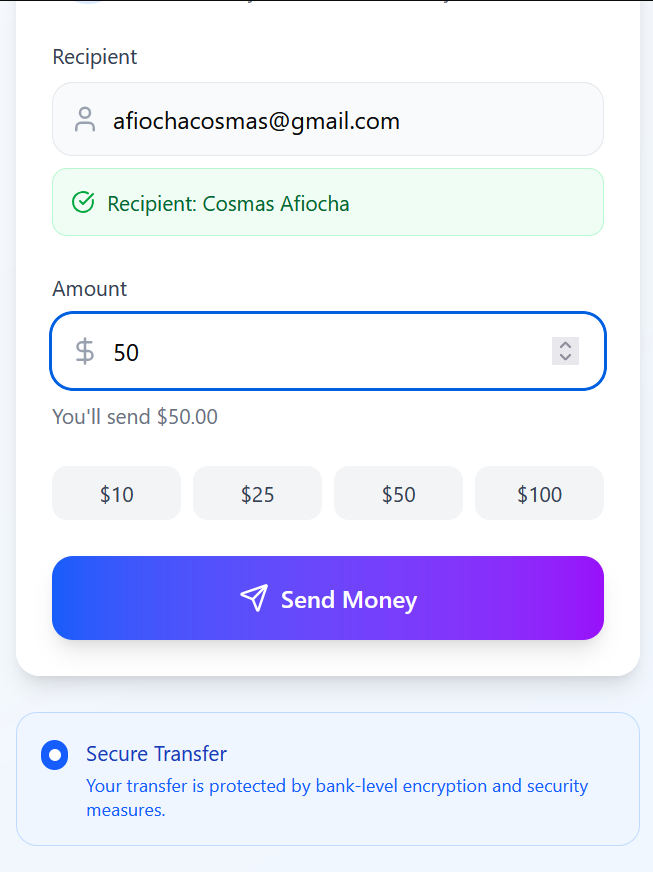 Recipient
afiochacosmas@gmail.com
Recipient: Cosmas Afiocha
Amount
$ 50
You'll send $50.00
$10 $25 $50 $100
Send Money
Secure Transfer
Your transfer is protected by bank-level encryption and security
measures.